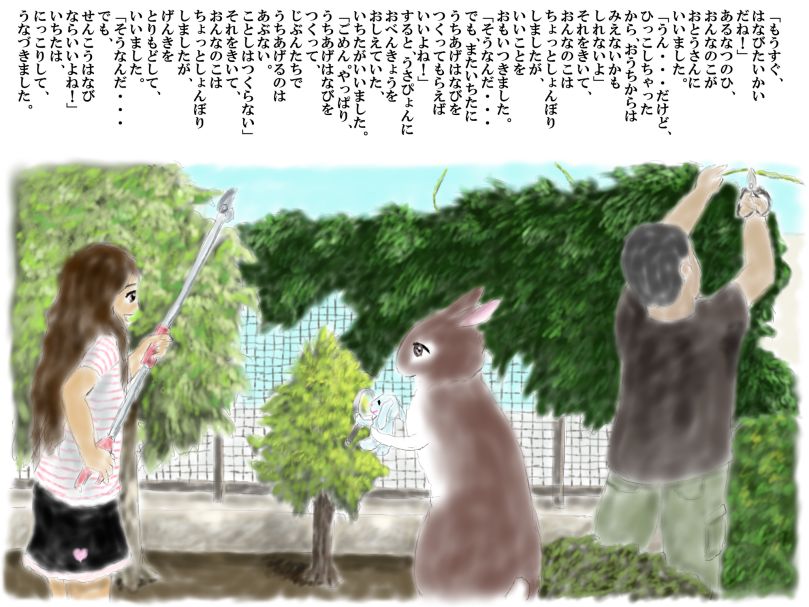 「もうすぐ、
はなびたいかい
だね！」
あるなつのひ、
おんなのこが
おとうさんに
いいました。
「うん・・・だけど、
ひっこしちゃった
から、おうちからは
みえないかも
しれないよ」
それをきいて、
おんなのこは
ちょっとしょんぼり
しましたが、
いいことを
おもいつきました。
「そうなんだ・・・
でも、またいちたに
うちあげはなびを
つくってもらえば
いいよね！」
すると、うさぴょんに
おべんきょうを
おしえていた、
いちたが、いいました。
「ごめん、やっぱり、
うちあげはなびを
つくって、
じぶんたちで
うちあげるのは
あぶない。
ことしはつくらない」
それをきいて、
おんなのこは
ちょっとしょんぼり
しましたが、
げんきを
とりもどして、
いいました。
「そうなんだ・・・
でも、
せんこうはなび
ならいいよね！」
いちたは、
にっこりして、
うなづきました。